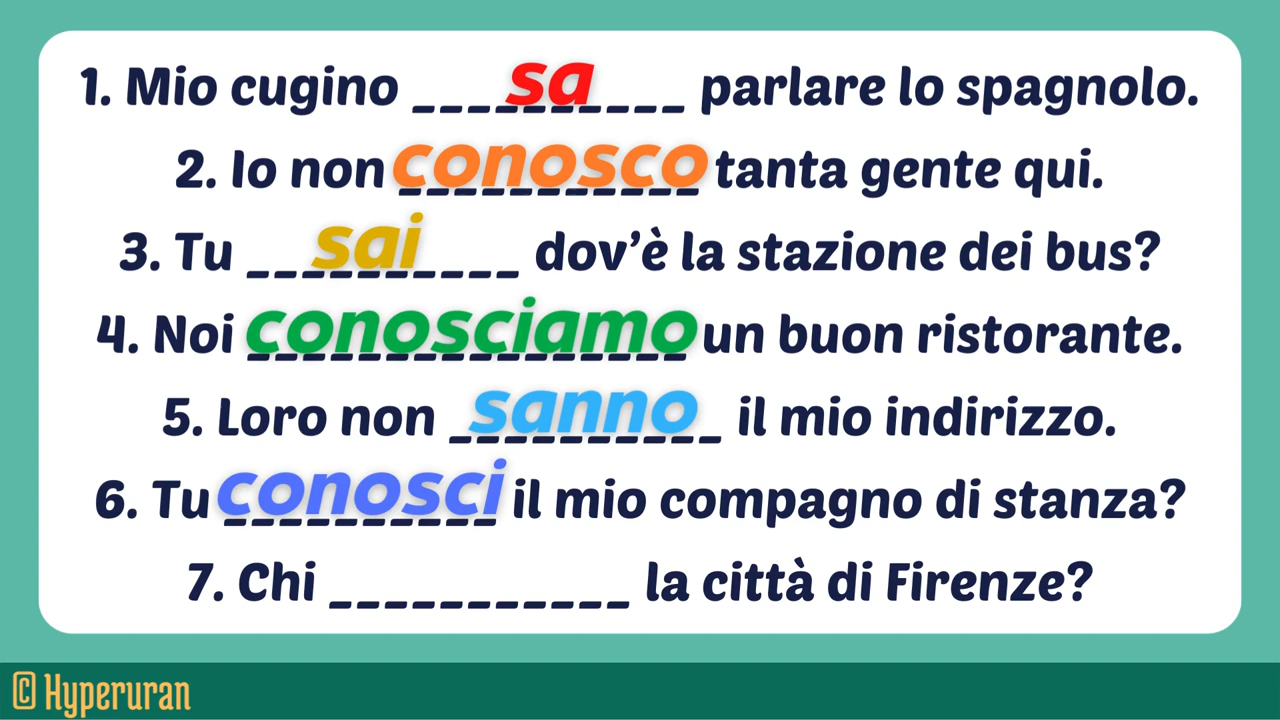 1. Mio cugino sa parlare lo spagnolo.
2. Io non conosco tanta gente qui.
3. Tu sai dov’è la stazione dei bus?
4. Noi conosciamo un buon ristorante.
5. Loro non sanno il mio indirizzo.
6. Tu conosci il mio compagno di stanza?
7. Chi ___________ la città di Firenze?
© Hyperuran